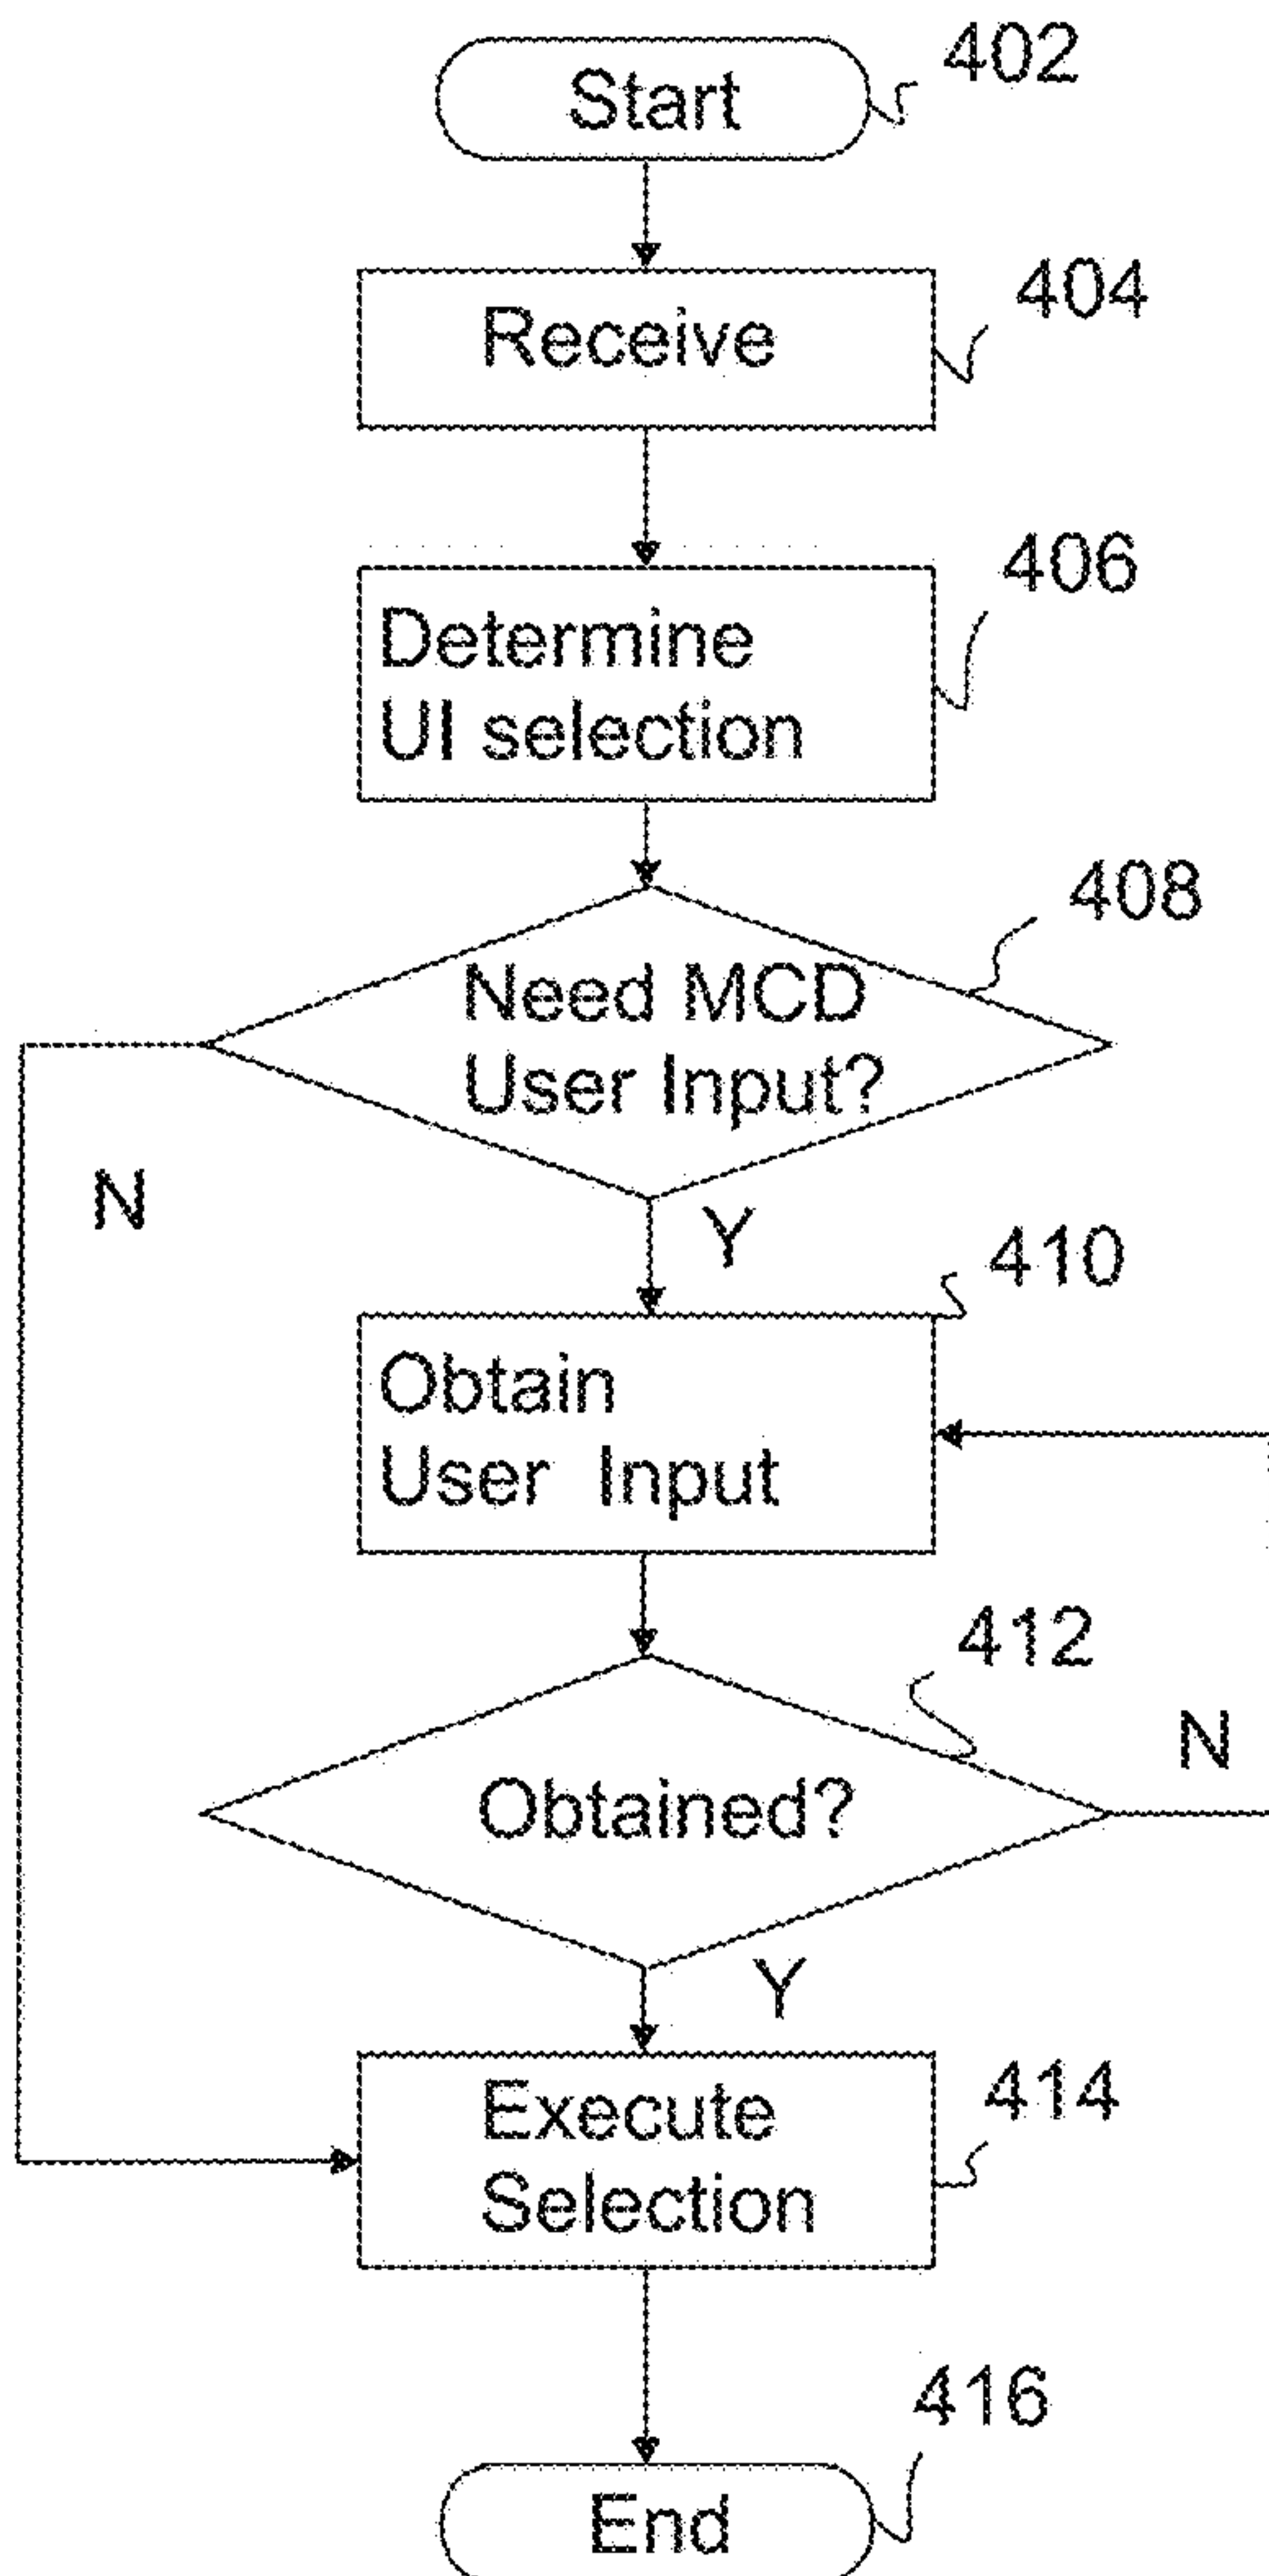 Start
402
Receive
404
Determine
UI selection
406
408
Need MCD
User Input?
N
Y
410
Obtain
User Input
412
Obtained?
N
Y
Execute
Selection
414
416
End